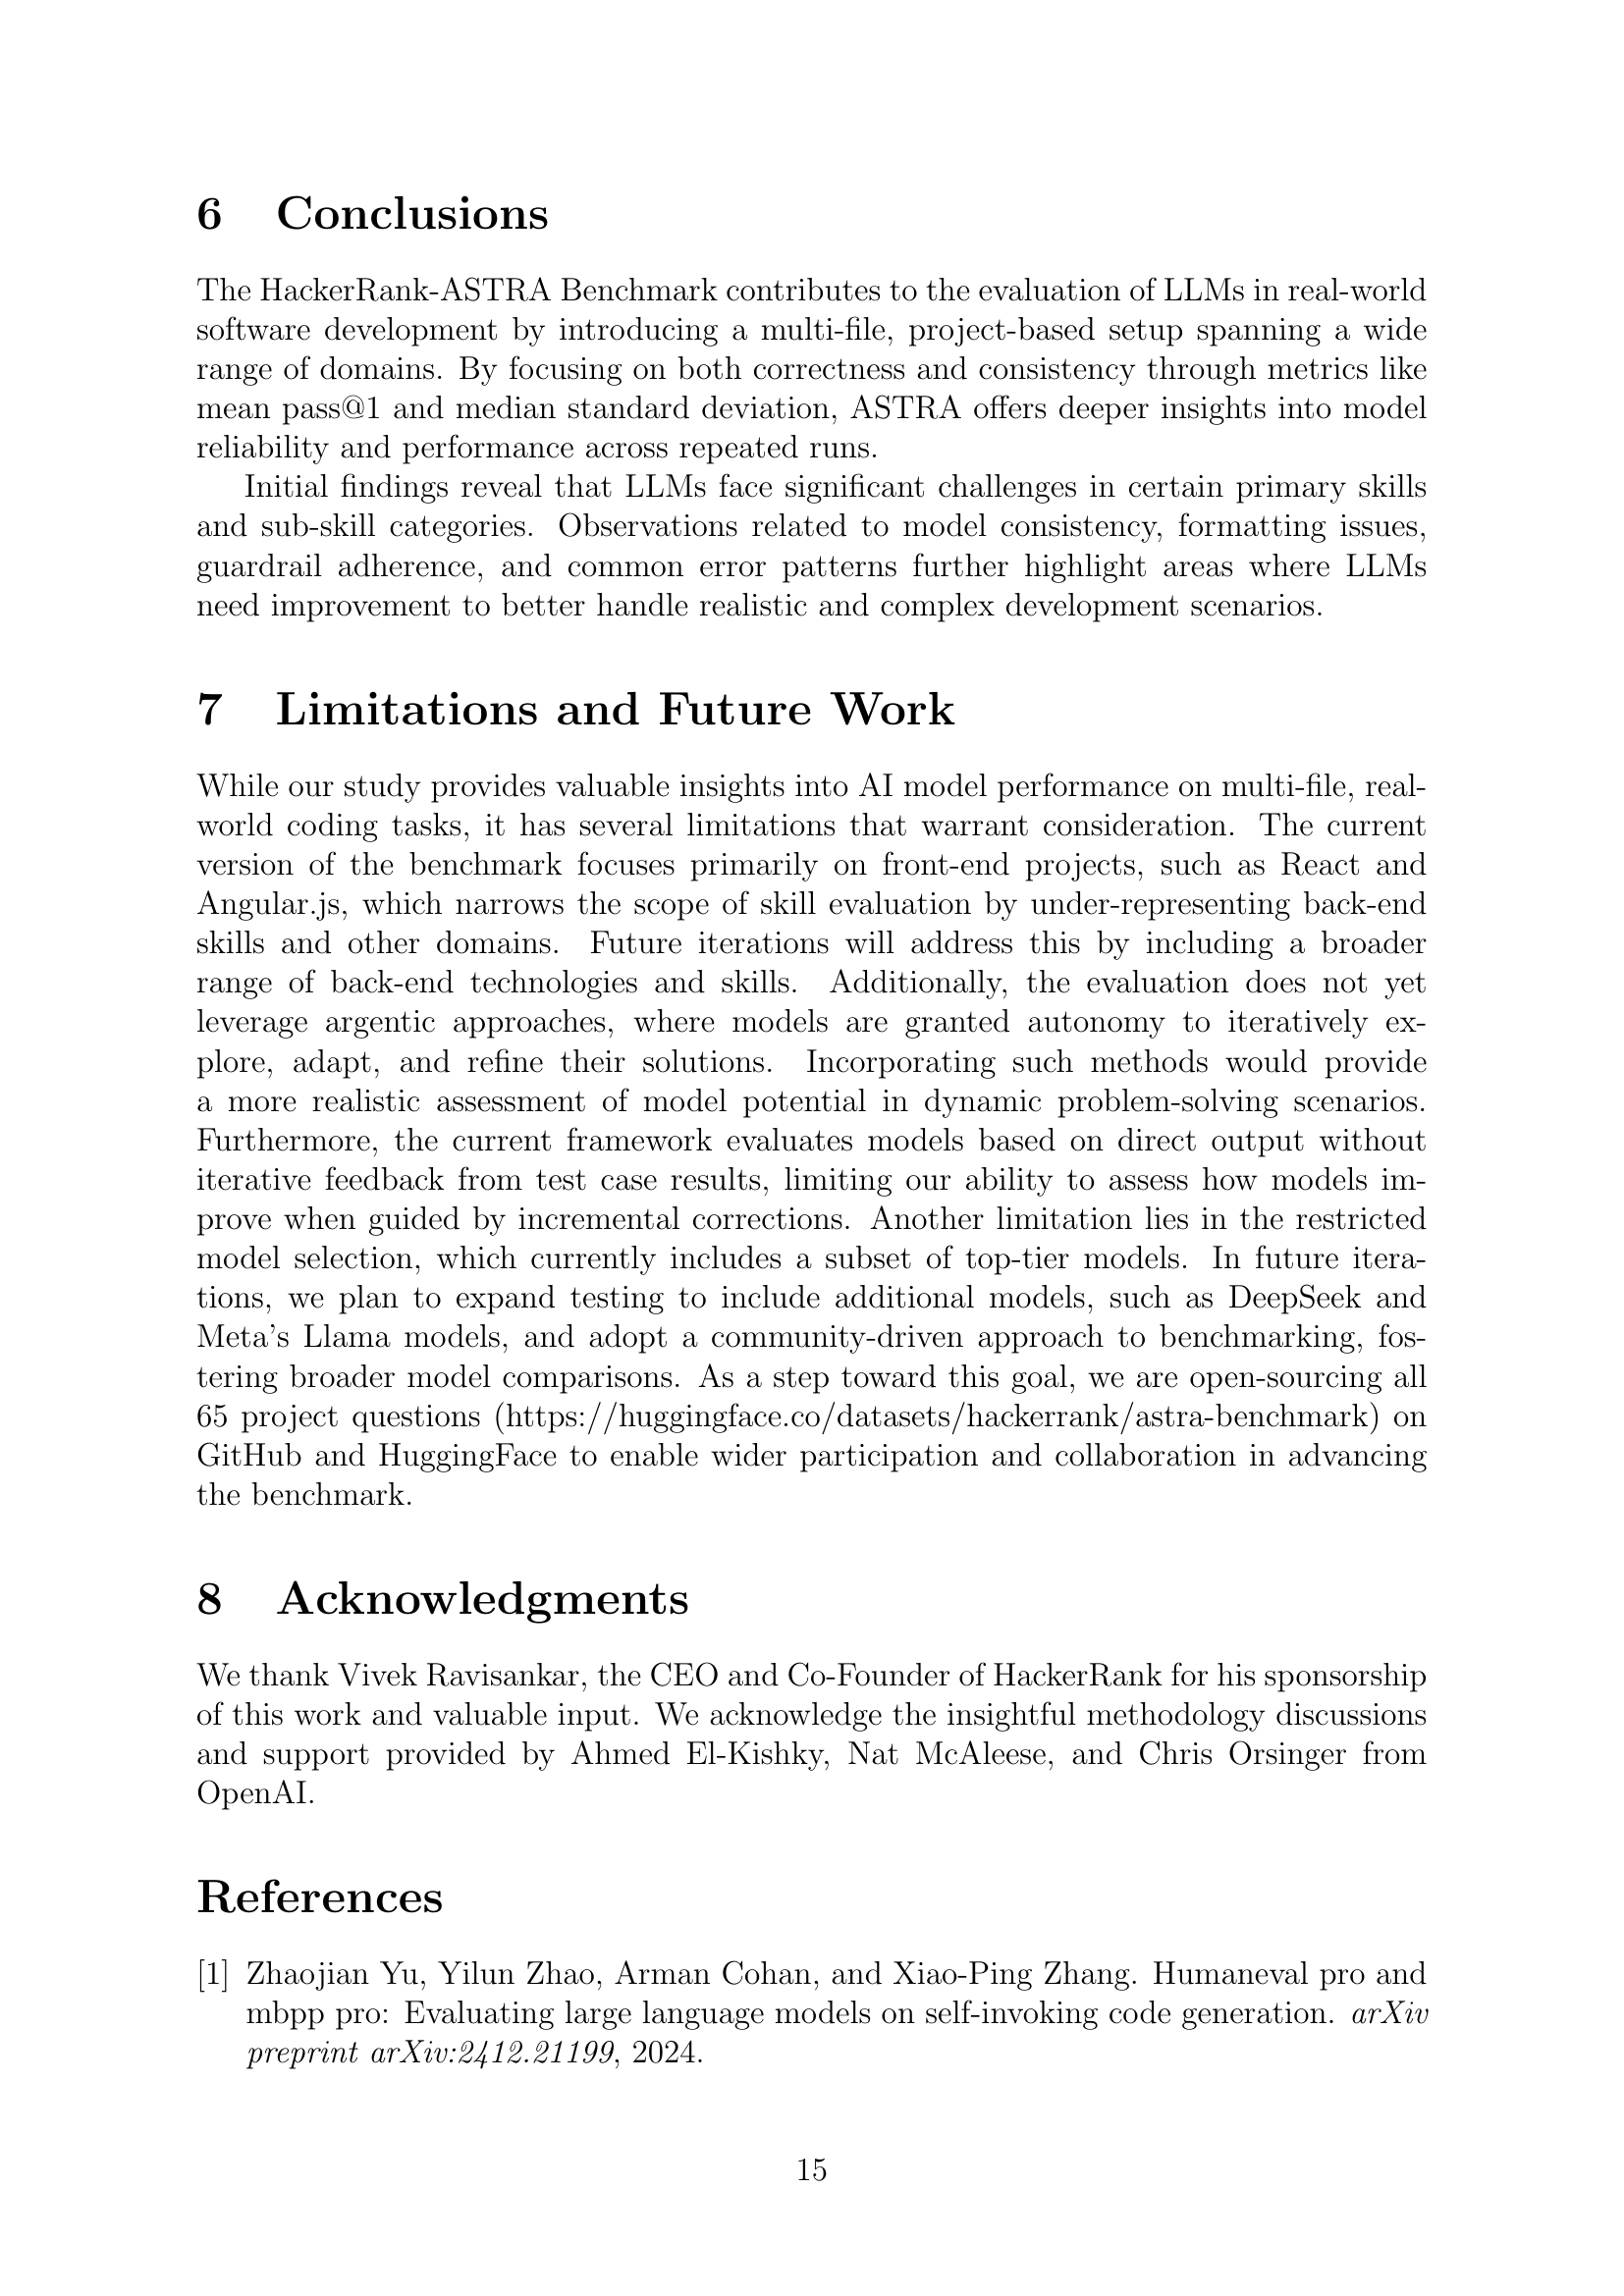 6 Conclusions
The HackerRank-ASTRA Benchmark contributes to the evaluation of LLMs in real-world
software development by introducing a multi-file, project-based setup spanning a wide
range of domains. By focusing on both correctness and consistency through metrics like
mean pass@1 and median standard deviation, ASTRA offers deeper insights into model
reliability and performance across repeated runs.
Initial findings reveal that LLMs face significant challenges in certain primary skills
and sub-skill categories. Observations related to model consistency, formatting issues,
guardrail adherence, and common error patterns further highlight areas where LLMs
need improvement to better handle realistic and complex development scenarios.
7 Limitations and Future Work
While our study provides valuable insights into AI model performance on multi-file, real-
world coding tasks, it has several limitations that warrant consideration. The current
version of the benchmark focuses primarily on front-end projects, such as React and
Angular.js, which narrows the scope of skill evaluation by under-representing back-end
skills and other domains. Future iterations will address this by including a broader
range of back-end technologies and skills. Additionally, the evaluation does not yet
leverage argentic approaches, where models are granted autonomy to iteratively ex-
plore, adapt, and refine their solutions. Incorporating such methods would provide
a more realistic assessment of model potential in dynamic problem-solving scenarios.
Furthermore, the current framework evaluates models based on direct output without
iterative feedback from test case results, limiting our ability to assess how models im-
prove when guided by incremental corrections. Another limitation lies in the restricted
model selection, which currently includes a subset of top-tier models. In future itera-
tions, we plan to expand testing to include additional models, such as DeepSeek and
Meta's Llama models, and adopt a community-driven approach to benchmarking, fos-
tering broader model comparisons. As a step toward this goal, we are open-sourcing all
65 project questions (https://huggingface.co/datasets/hackerrank/astra-benchmark) on
GitHub and HuggingFace to enable wider participation and collaboration in advancing
the benchmark.
8 Acknowledgments
We thank Vivek Ravisankar, the CEO and Co-Founder of HackerRank for his sponsorship
of this work and valuable input. We acknowledge the insightful methodology discussions
and support provided by Ahmed El-Kishky, Nat McAleese, and Chris Orsinger from
OpenAI.
References
[1] Zhaojian Yu, Yilun Zhao, Arman Cohan, and Xiao-Ping Zhang. Humaneval pro and
mbpp pro: Evaluating large language models on self-invoking code generation. arXiv
preprint arXiv:2412.21199, 2024.
15